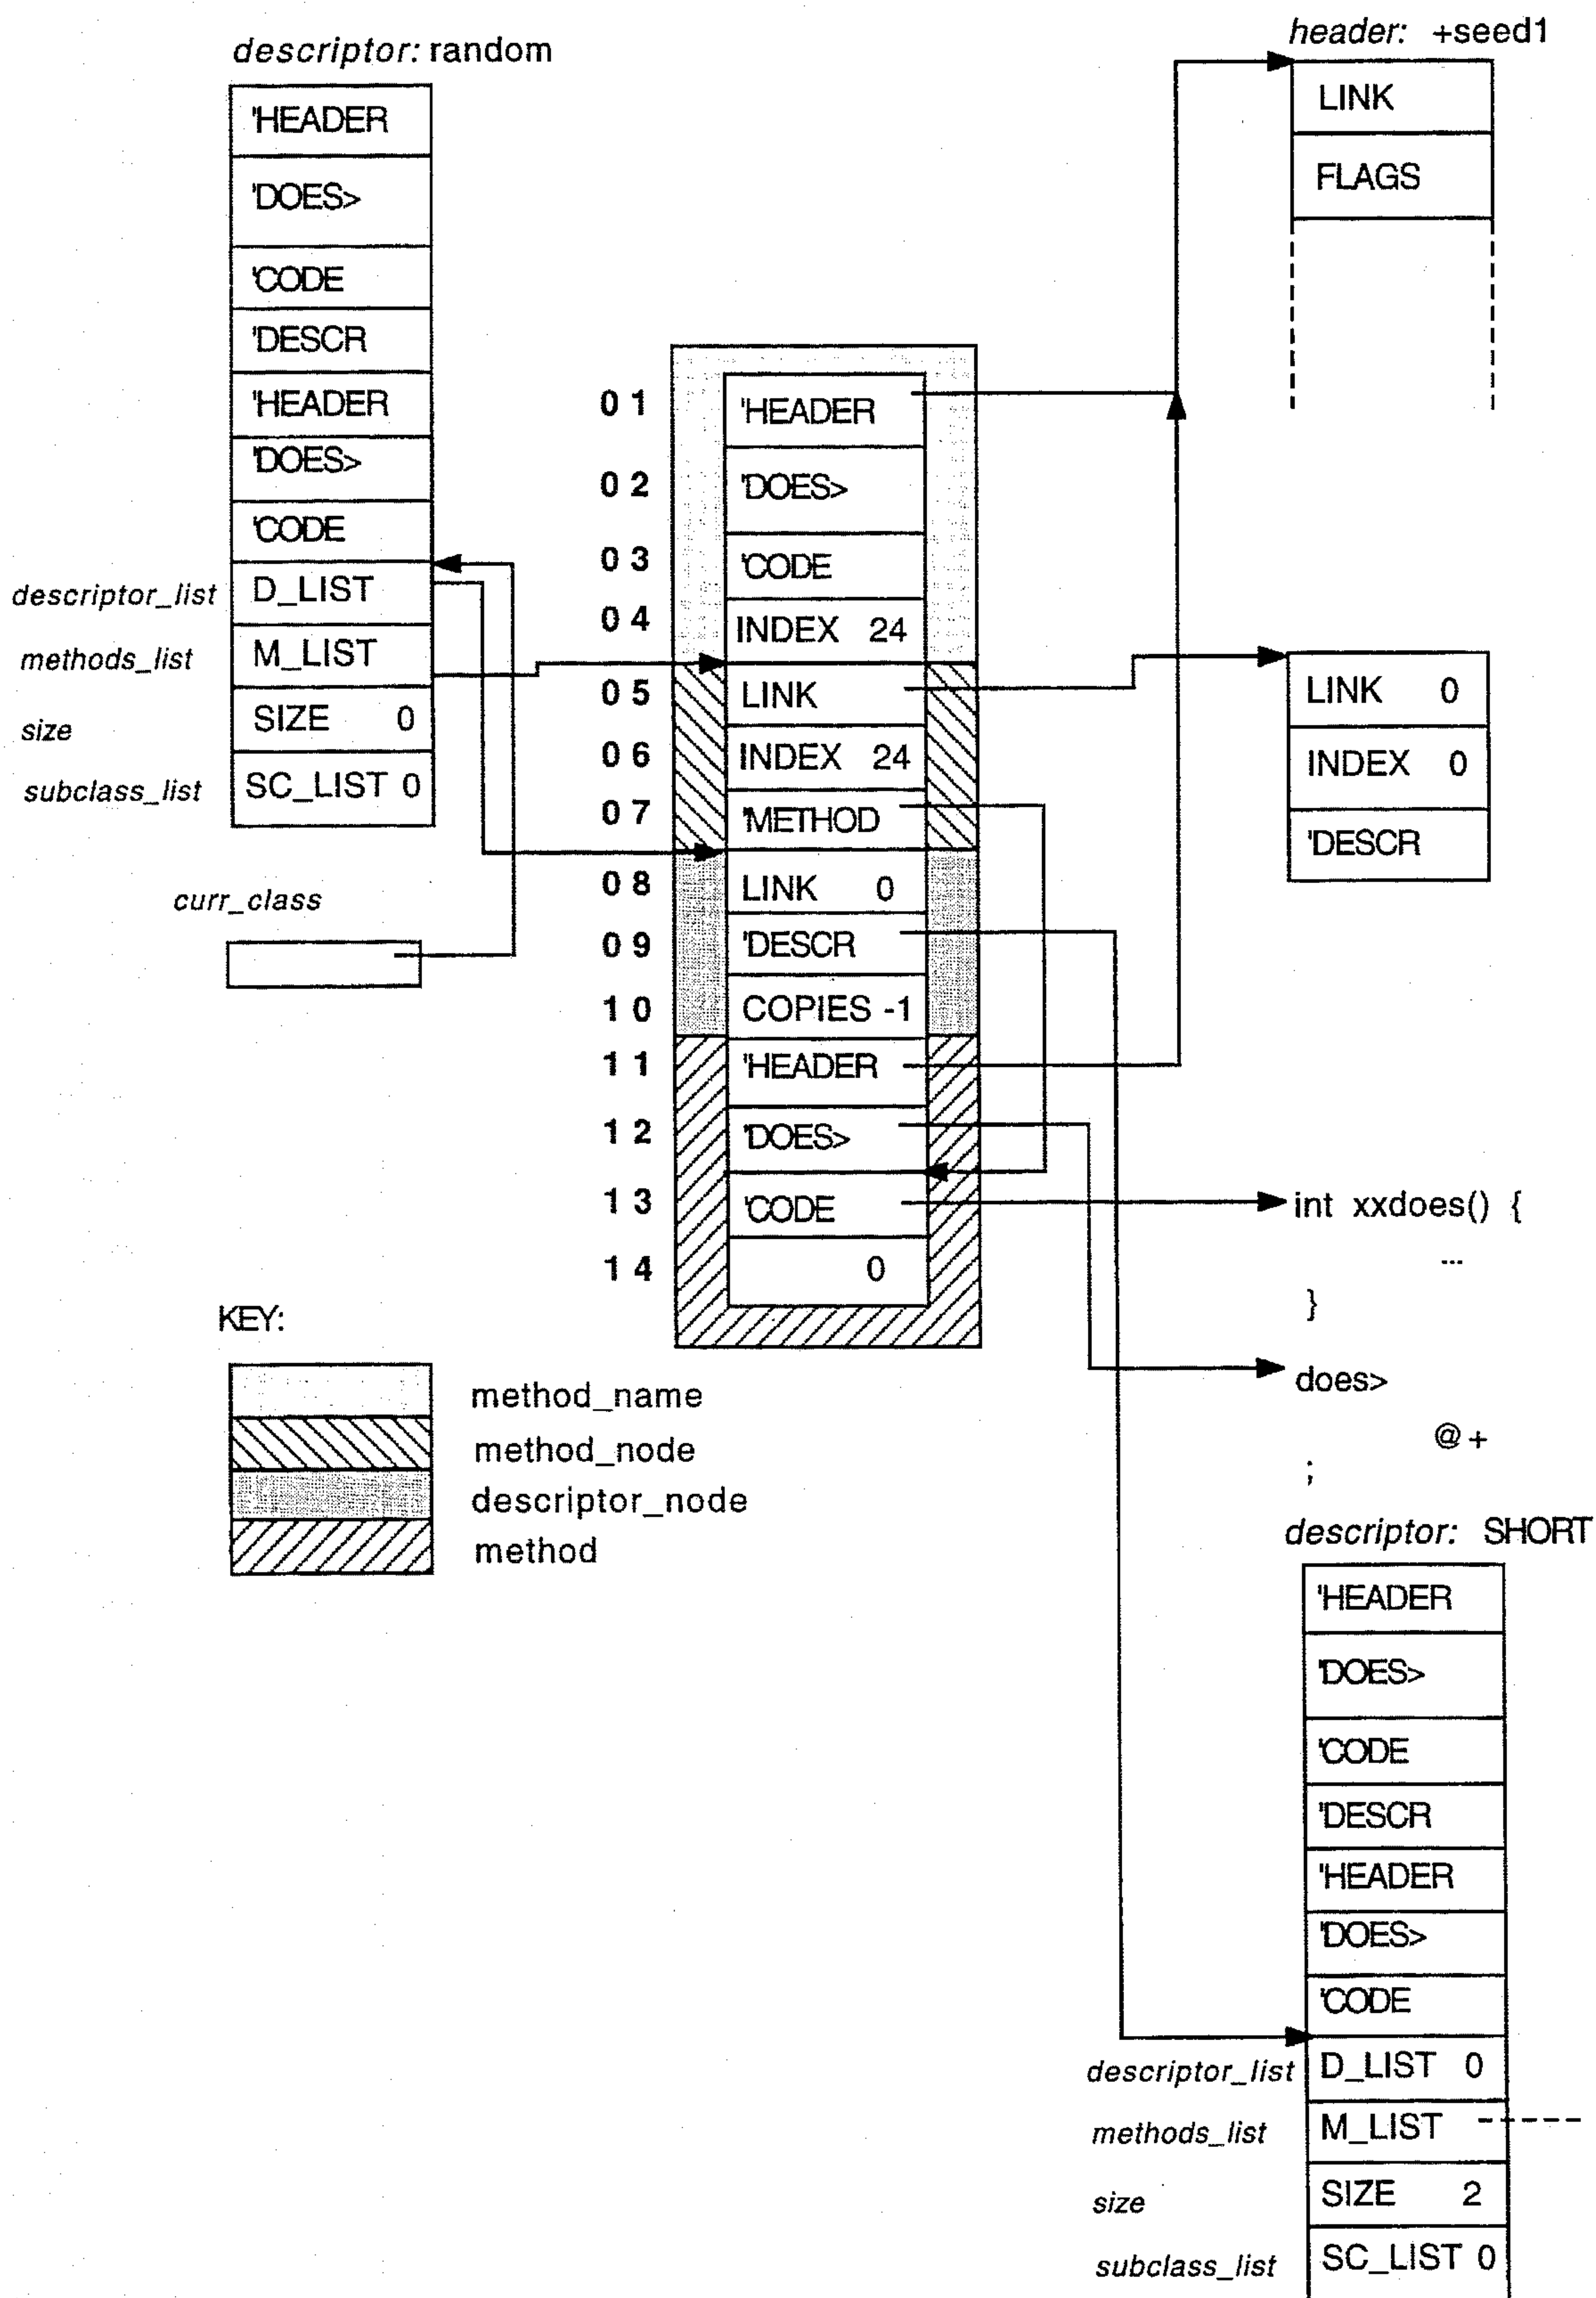 descriptor: random
'HEADER
'DOES>
'CODE
'DESCR
'HEADER
'DOES>
'CODE
descriptor_list D_LIST
methods_list M_LIST
size SIZE 0
subclass_list SC_LIST 0
curr_class
KEY:
method_name
method_node
descriptor_node
method
01 'HEADER
02 'DOES>
03 'CODE
04 INDEX 24
05 LINK
06 INDEX 24
07 'METHOD
08 LINK 0
09 'DESCR
10 COPIES -1
11 'HEADER
12 'DOES>
13 'CODE
14 0
header: +seed1
LINK
FLAGS
LINK 0
INDEX 0
'DESCR
int xxdoes() {
...
}
does>
@ +
;
descriptor: SHORT
'HEADER
'DOES>
'CODE
'DESCR
'HEADER
'DOES>
'CODE
descriptor_list D_LIST 0
methods_list M_LIST
size SIZE 2
subclass_list SC_LIST 0